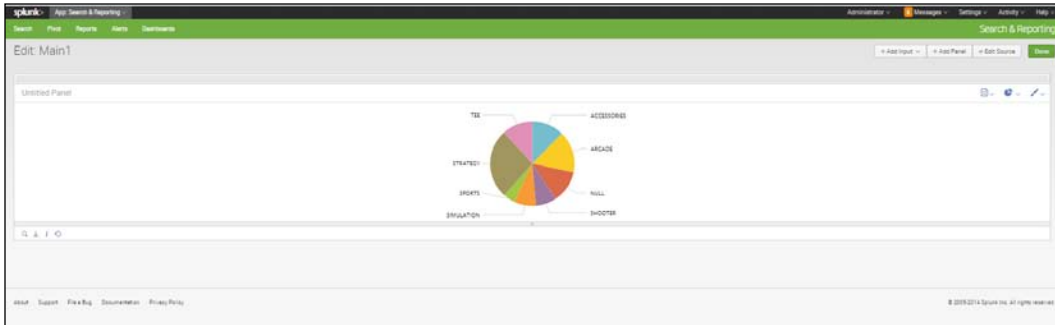 splunk> App: Search & Reporting Administrator Messages Settings Activity Help
Search Pivot Reports Alerts Dashboards Search & Reporting
Edit: Main1 + Add Input + Add Panel Edit Source Done
Untitled Panel
TEE ACCESSORIES
ARCADE
STRATEGY
SPORTS NULL
SIMULATION SHOOTER
About Support File a Bug Documentation Privacy Policy © 2005-2014 Splunk Inc. All rights reserved.